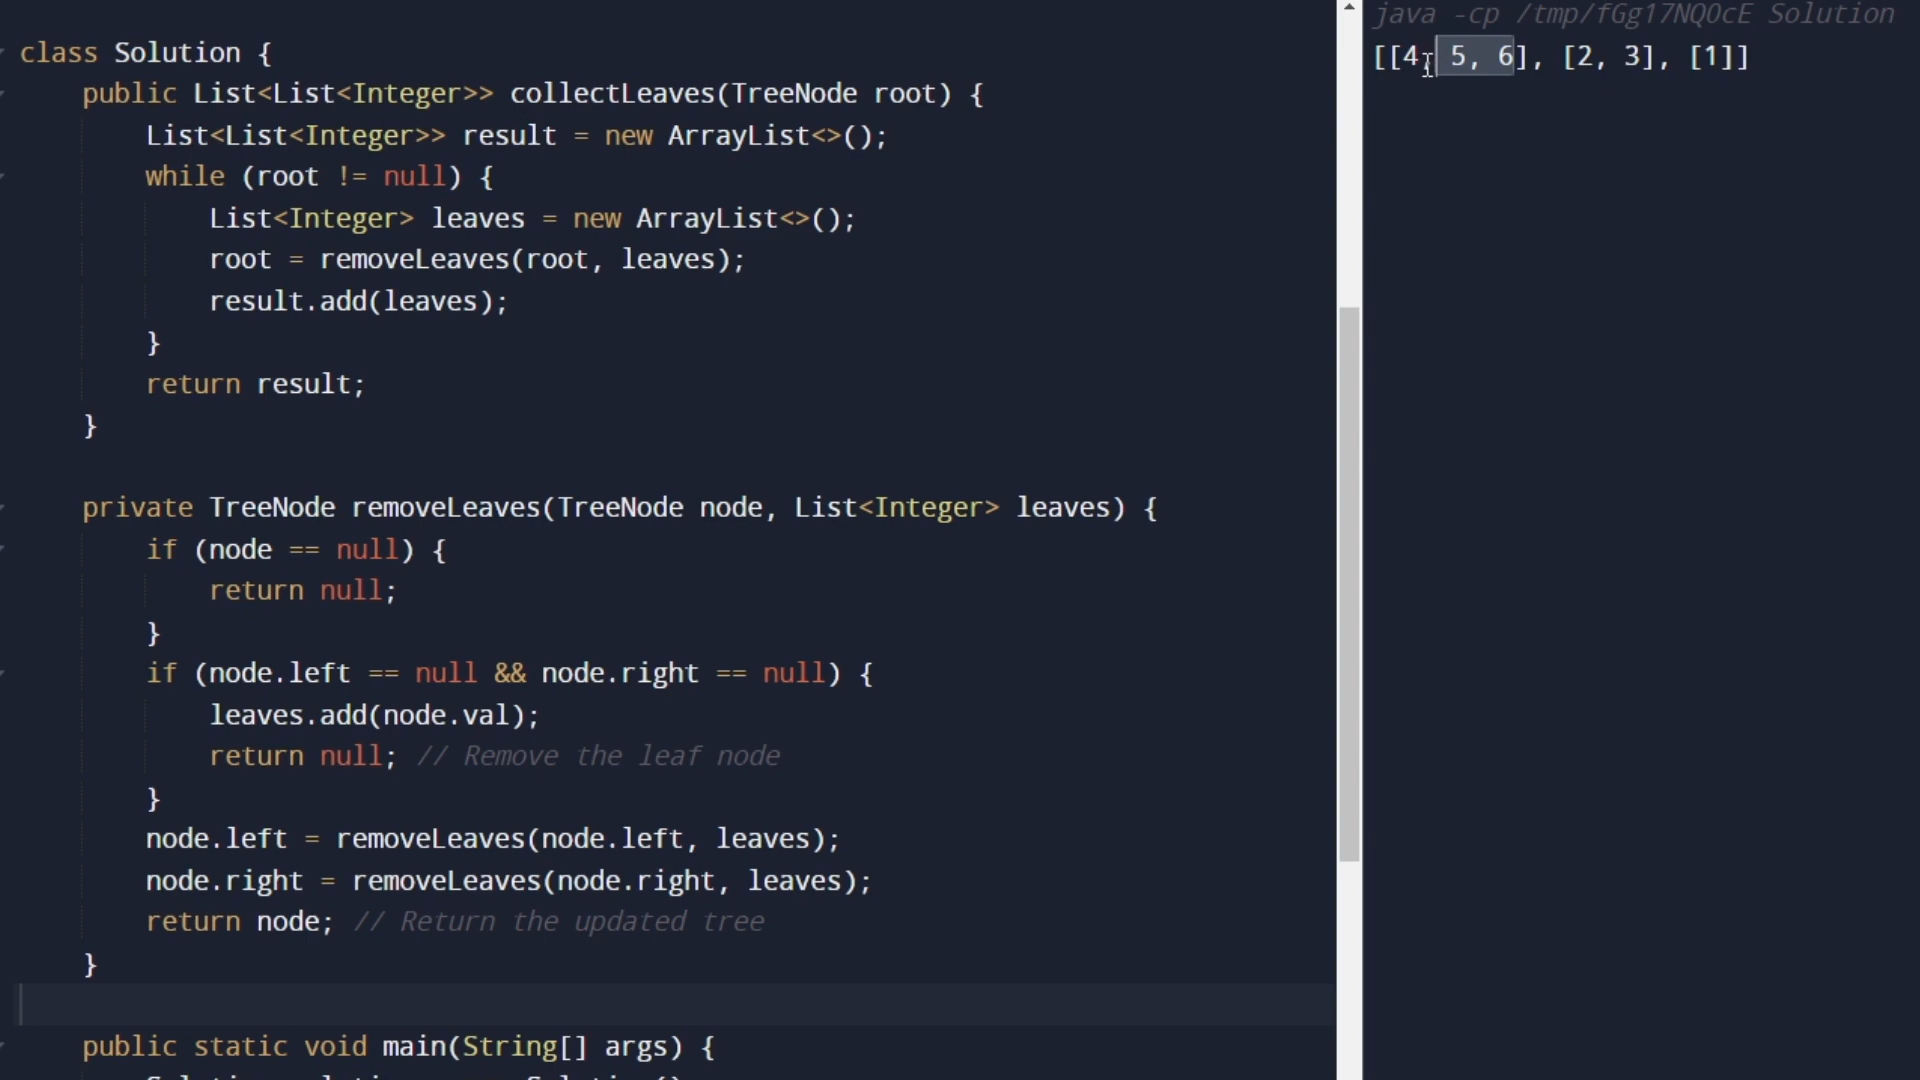 class Solution {
    public List<List<Integer>> collectLeaves(TreeNode root) {
        List<List<Integer>> result = new ArrayList<>();
        while (root != null) {
            List<Integer> leaves = new ArrayList<>();
            root = removeLeaves(root, leaves);
            result.add(leaves);
        }
        return result;
    }

    private TreeNode removeLeaves(TreeNode node, List<Integer> leaves) {
        if (node == null) {
            return null;
        }
        if (node.left == null && node.right == null) {
            leaves.add(node.val);
            return null; // Remove the leaf node
        }
        node.left = removeLeaves(node.left, leaves);
        node.right = removeLeaves(node.right, leaves);
        return node; // Return the updated tree
    }

    public static void main(String[] args) {
java -cp /tmp/fGg17NQ0cE Solution
[[4, 5, 6], [2, 3], [1]]